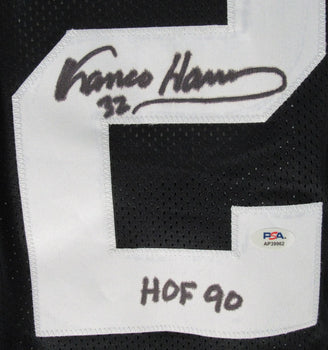 Franco Harris
32
PSA
AP39962
HOF 90